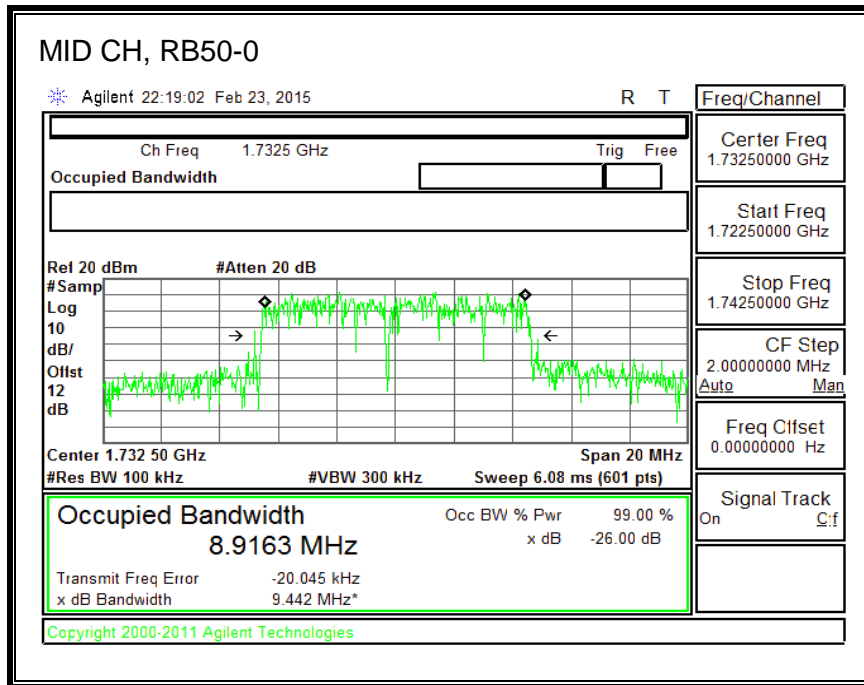 MID CH, RB50-0
Agilent 22:19:02 Feb 23, 2015 R T
Ch Freq 1.7325 GHz Trig Free
Occupied Bandwidth
Ref 20 dBm #Atten 20 dB
#Samp
Log
10
dB/
Offst
12
dB
Center 1.732 50 GHz Span 20 MHz
#Res BW 100 kHz #VBW 300 kHz Sweep 6.08 ms (601 pts)
Occupied Bandwidth Occ BW % Pwr 99.00 %
8.9163 MHz x dB -26.00 dB
Transmit Freq Error -20.045 kHz
x dB Bandwidth 9.442 MHz*
Copyright 2000-2011 Agilent Technologies
Freq/Channel
Center Freq
1.73250000 GHz
Start Freq
1.72250000 GHz
Stop Freq
1.74250000 GHz
CF Step
2.00000000 MHz
Auto Man
Freq Offset
0.00000000 Hz
Signal Track
On Off